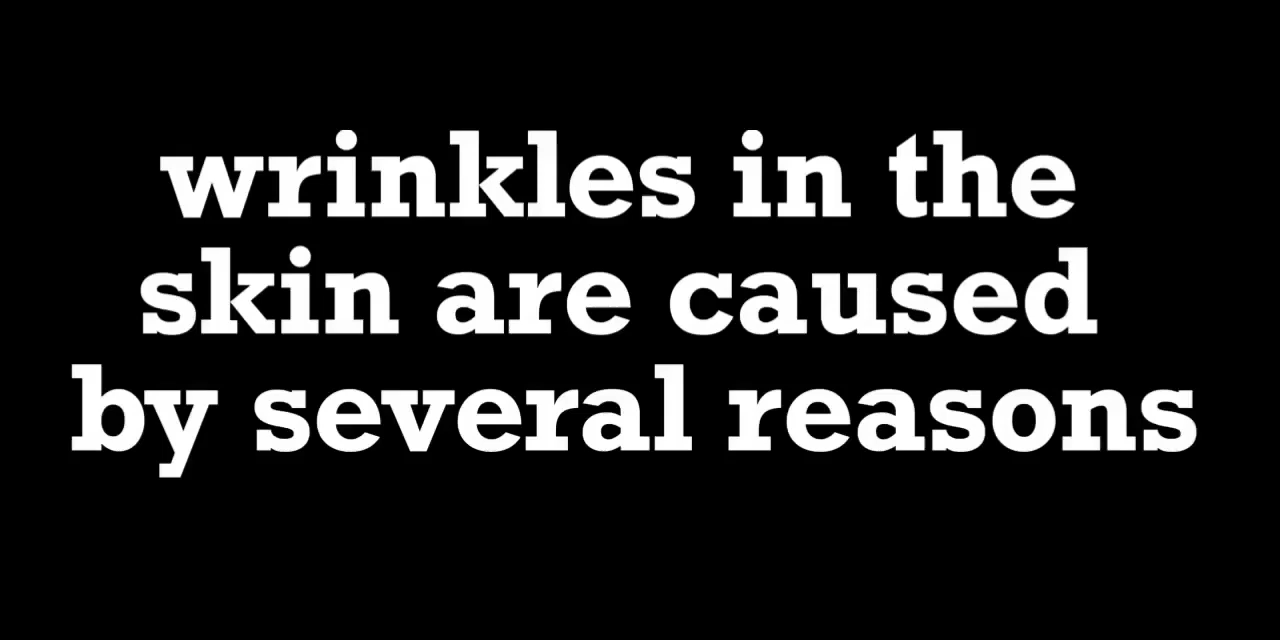 wrinkles in the
skin are caused
by several reasons